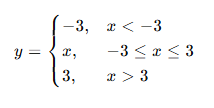 -3, x < -3
y = { x, -3 ≤ x ≤ 3
3, x > 3